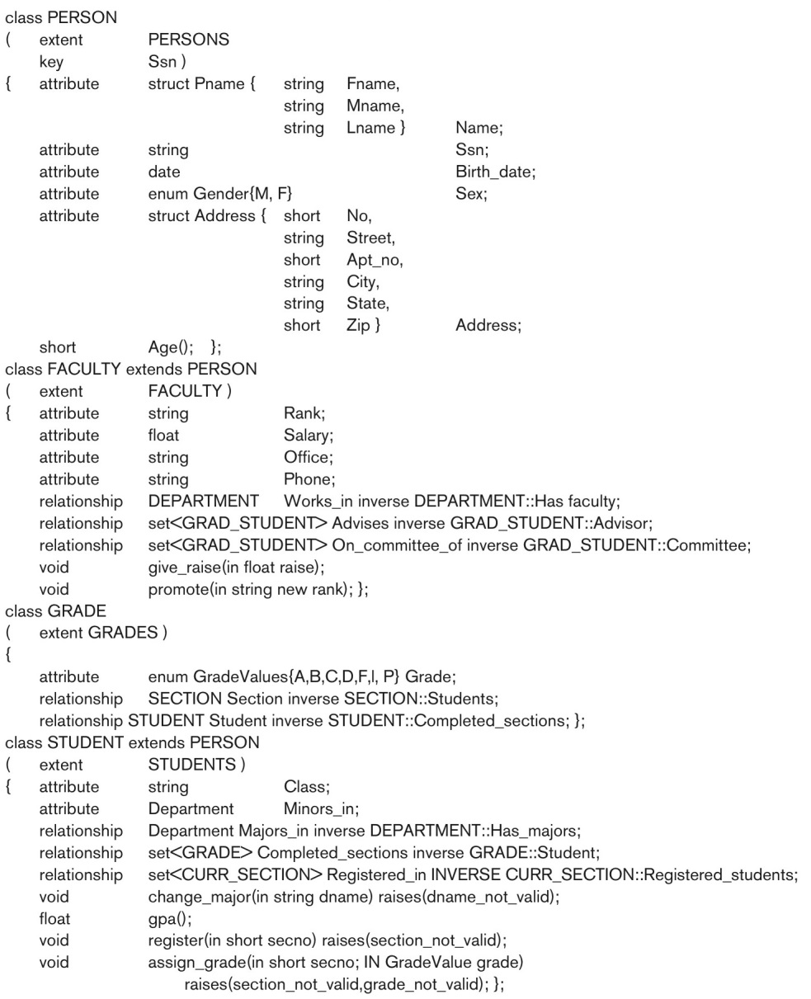 class PERSON
( extent PERSONS
key Ssn )
{ attribute struct Pname { string Fname,
string Mname,
string Lname } Name;
attribute string Ssn;
attribute date Birth_date;
attribute enum Gender{M, F} Sex;
attribute struct Address { short No,
string Street,
short Apt_no,
string City,
string State,
short Zip } Address;
short Age(); };
class FACULTY extends PERSON
( extent FACULTY )
{ attribute string Rank;
attribute float Salary;
attribute string Office;
attribute string Phone;
relationship DEPARTMENT Works_in inverse DEPARTMENT::Has faculty;
relationship set<GRAD_STUDENT> Advises inverse GRAD_STUDENT::Advisor;
relationship set<GRAD_STUDENT> On_committee_of inverse GRAD_STUDENT::Committee;
void give_raise(in float raise);
void promote(in string new rank); };
class GRADE
( extent GRADES )
{
attribute enum GradeValues{A,B,C,D,F,l, P} Grade;
relationship SECTION Section inverse SECTION::Students;
relationship STUDENT Student inverse STUDENT::Completed_sections; };
class STUDENT extends PERSON
( extent STUDENTS )
{ attribute string Class;
attribute Department Minors_in;
relationship Department Majors_in inverse DEPARTMENT::Has_majors;
relationship set<GRADE> Completed_sections inverse GRADE::Student;
relationship set<CURR_SECTION> Registered_in INVERSE CURR_SECTION::Registered_students;
void change_major(in string dname) raises(dname_not_valid);
float gpa();
void register(in short secno) raises(section_not_valid);
void assign_grade(in short secno; IN GradeValue grade)
raises(section_not_valid,grade_not_valid); };